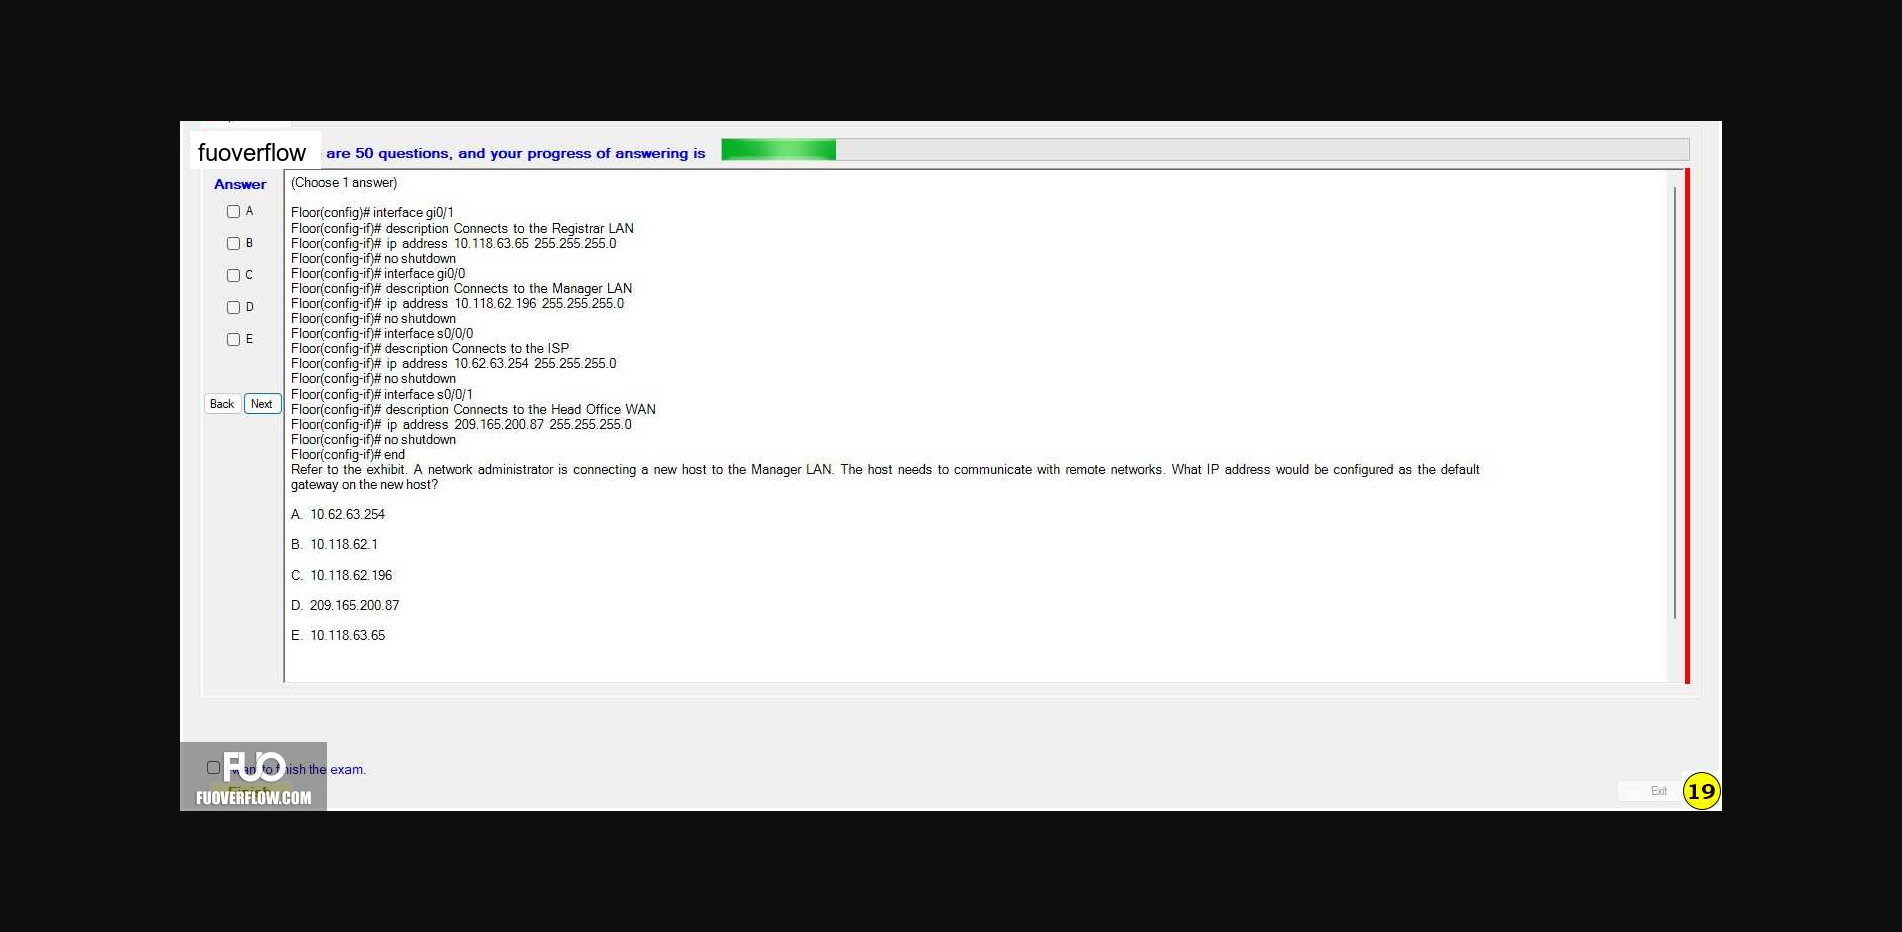 fuoverflow are 50 questions, and your progress of answering is
Answer
A
B
C
D
E
Back Next
(Choose 1 answer)
Floor(config)# interface gi0/1
Floor(config-if)# description Connects to the Registrar LAN
Floor(config-if)# ip address 10.118.63.65 255.255.255.0
Floor(config-if)# no shutdown
Floor(config-if)# interface gi0/0
Floor(config-if)# description Connects to the Manager LAN
Floor(config-if)# ip address 10.118.62.196 255.255.255.0
Floor(config-if)# no shutdown
Floor(config-if)# interface s0/0/0
Floor(config-if)# description Connects to the ISP
Floor(config-if)# ip address 10.62.63.254 255.255.255.0
Floor(config-if)# no shutdown
Floor(config-if)# interface s0/0/1
Floor(config-if)# description Connects to the Head Office WAN
Floor(config-if)# ip address 209.165.200.87 255.255.255.0
Floor(config-if)# no shutdown
Floor(config-if)# end
Refer to the exhibit. A network administrator is connecting a new host to the Manager LAN. The host needs to communicate with remote networks. What IP address would be configured as the default
gateway on the new host?
A. 10.62.63.254
B. 10.118.62.1
C. 10.118.62.196
D. 209.165.200.87
E. 10.118.63.65
FUO
the exam.
FUOVERFLOW.COM
Exit
19